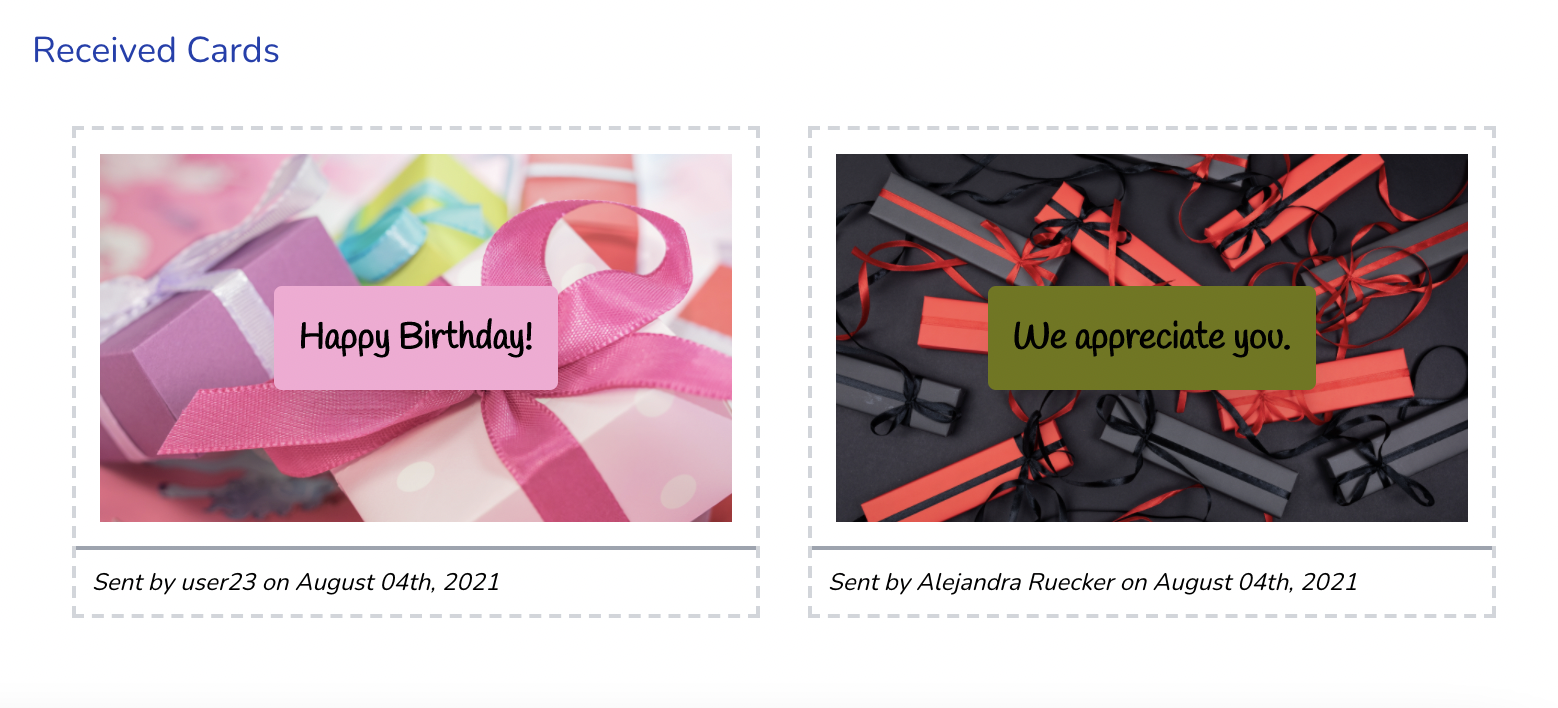 Received Cards
Happy Birthday!
We appreciate you.
Sent by user23 on August 04th, 2021
Sent by Alejandra Ruecker on August 04th, 2021